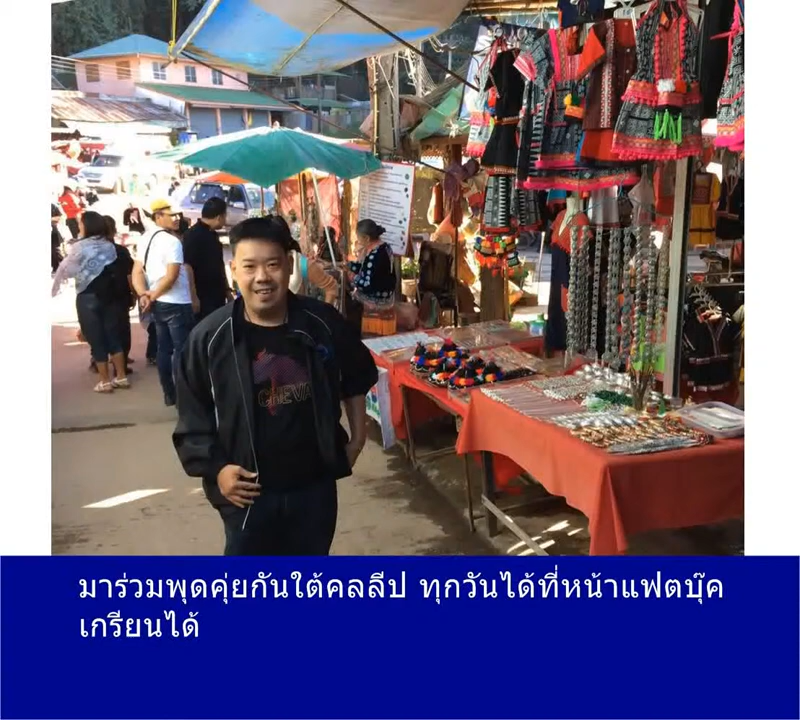 CHEVA
มาร่วมพุดคุ่ยกันใต้คลลีป ทุกวันได้ที่หน้าแฟตบุ๊ค
เกรียนได้